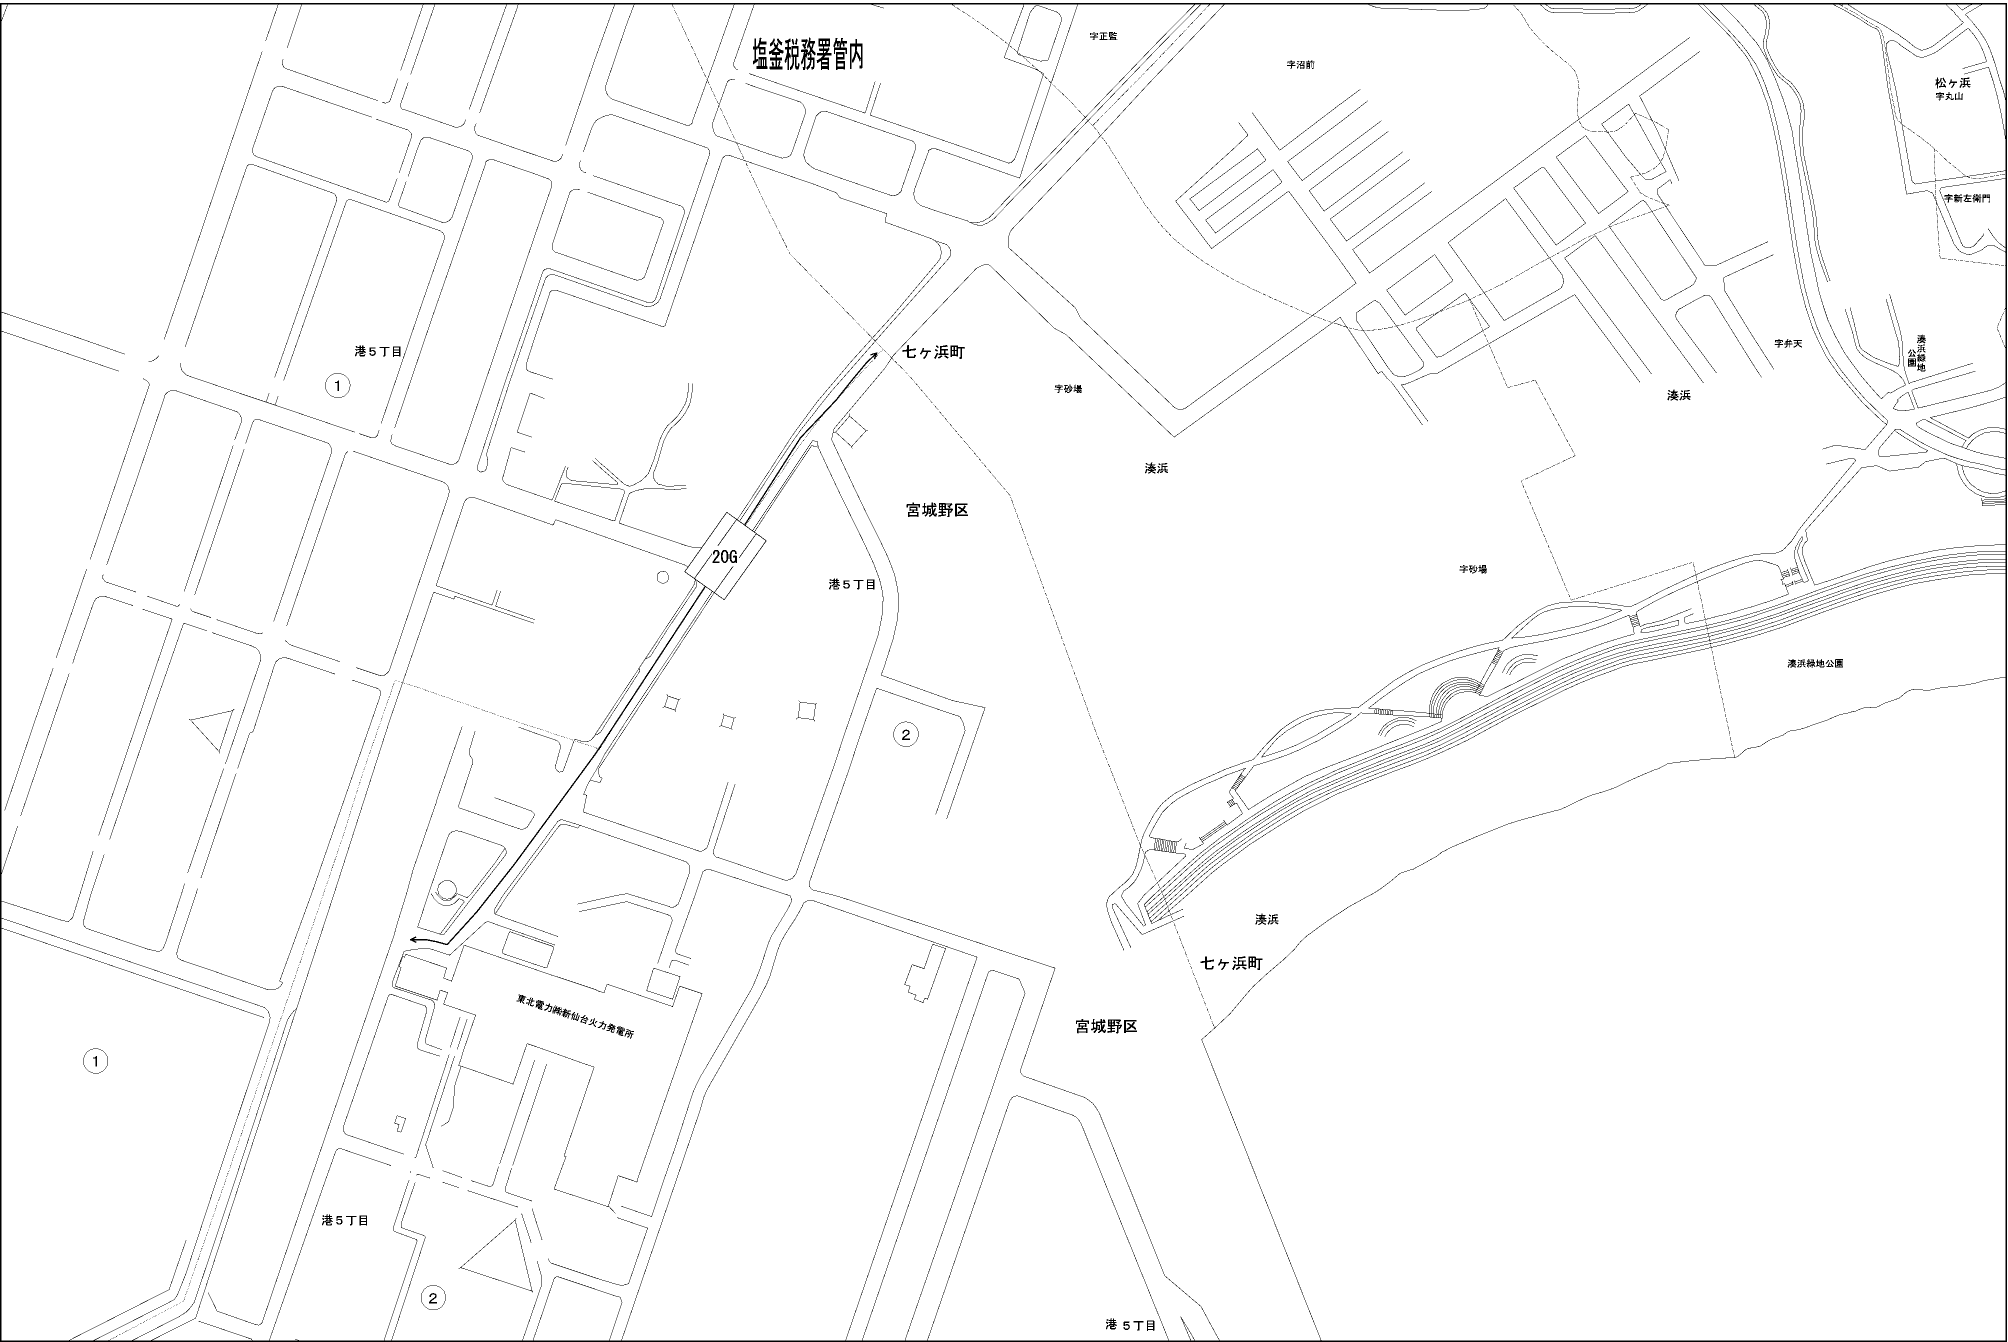 字正監
塩釜税務署管内
字沼前
松ヶ浜
字丸山
字新左衛門
港５丁目
七ヶ浜町
字弁天
湊浜緑地
公園
1
字砂場
湊浜
湊浜
宮城野区
20G
字砂場
港５丁目
湊浜緑地公園
2
湊浜
七ヶ浜町
東北電力㈱新仙台火力発電所
宮城野区
1
港５丁目
2
港５丁目